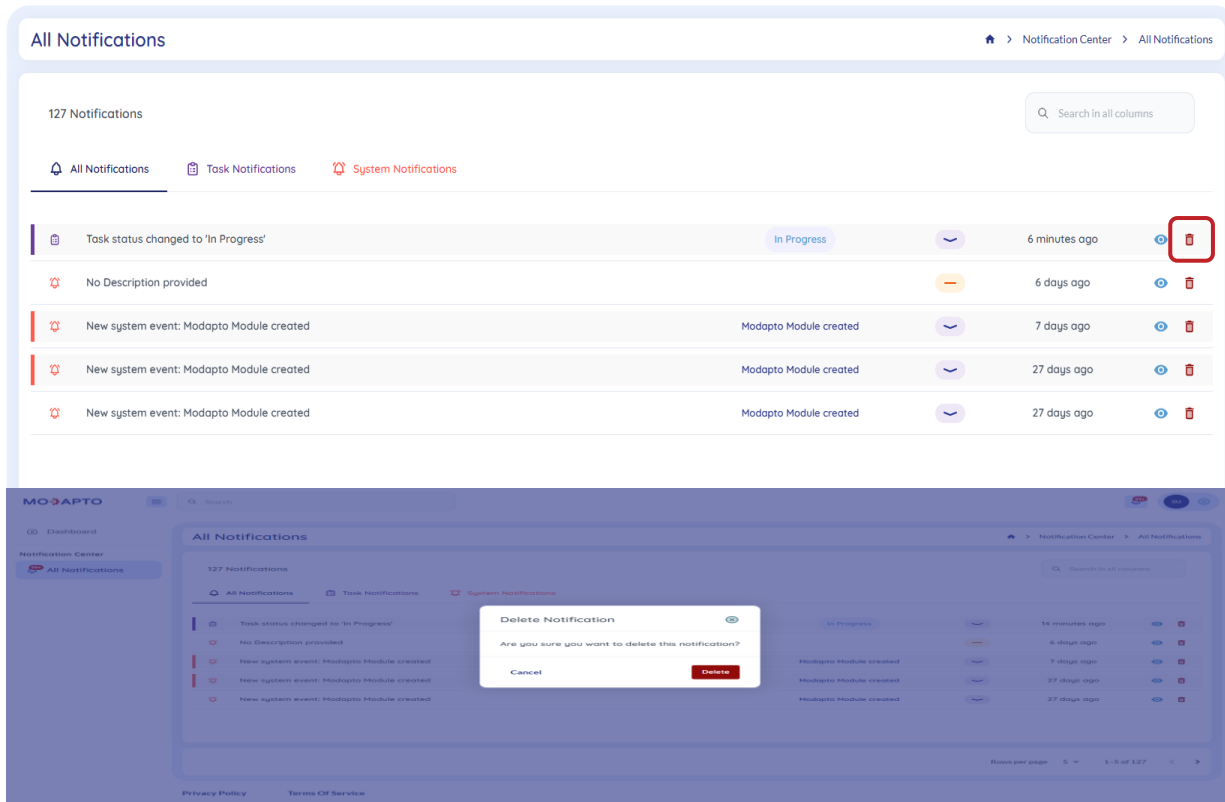 All Notifications
> Notification Center > All Notifications
127 Notifications
Search in all columns
All Notifications Task Notifications System Notifications
Task status changed to 'In Progress' In Progress 6 minutes ago
No Description provided 6 days ago
New system event: Modapto Module created Modapto Module created 7 days ago
New system event: Modapto Module created Modapto Module created 27 days ago
New system event: Modapto Module created Modapto Module created 27 days ago
MODAPTO Search
Dashboard
All Notifications > Notification Center > All Notifications
Notification Center
All Notifications
127 Notifications Search in all columns
All Notifications Task Notifications System Notifications
Delete Notification
Task status changed to 'In Progress' In Progress 14 minutes ago
No Description provided 6 days ago
Are you sure you want to delete this notification?
New system event: Modapto Module created Modapto Module created 7 days ago
Cancel Delete
New system event: Modapto Module created Modapto Module created 27 days ago
New system event: Modapto Module created Modapto Module created 27 days ago
Rows per page 5 1-5 of 127 < >
Privacy Policy Terms Of Service